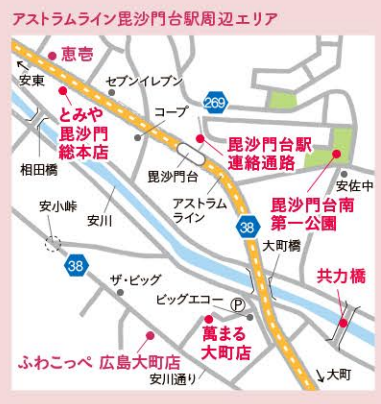 アストラムライン毘沙門台駅周辺エリア
恵壱
安東
セブンイレブン
とみや
毘沙門
総本店
コープ
269
毘沙門台駅
連絡通路
相田橋
毘沙門台
安佐中
アストラム
ライン
毘沙門台南
第一公園
安小峠
安川
38
大町橋
38
ザ・ビッグ
ビッグエコー
P
共力橋
萬まる
大町店
ふわこっぺ 広島大町店
安川通り
大町